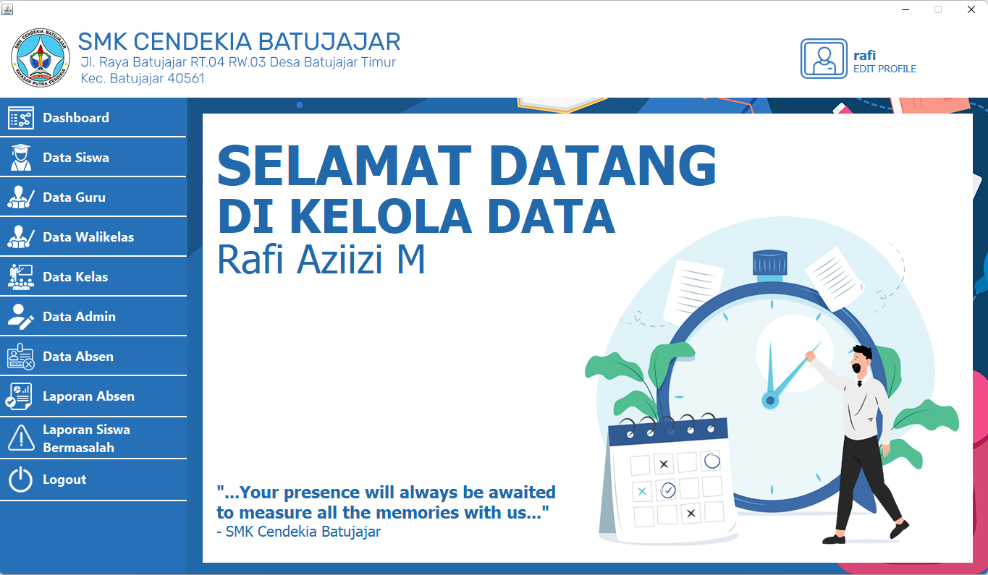 SMK CENDEKIA BATUJAJAR
Jl. Raya Batujajar RT.04 RW.03 Desa Batujajar Timur
Kec. Batujajar 40561
rafi
EDIT PROFILE
Dashboard
Data Siswa
Data Guru
Data Walikelas
Data Kelas
Data Admin
Data Absen
Laporan Absen
Laporan Siswa
Bermasalah
Logout
SELAMAT DATANG
DI KELOLA DATA
Rafi Aziizi M
"...Your presence will always be awaited
to measure all the memories with us..."
- SMK Cendekia Batujajar